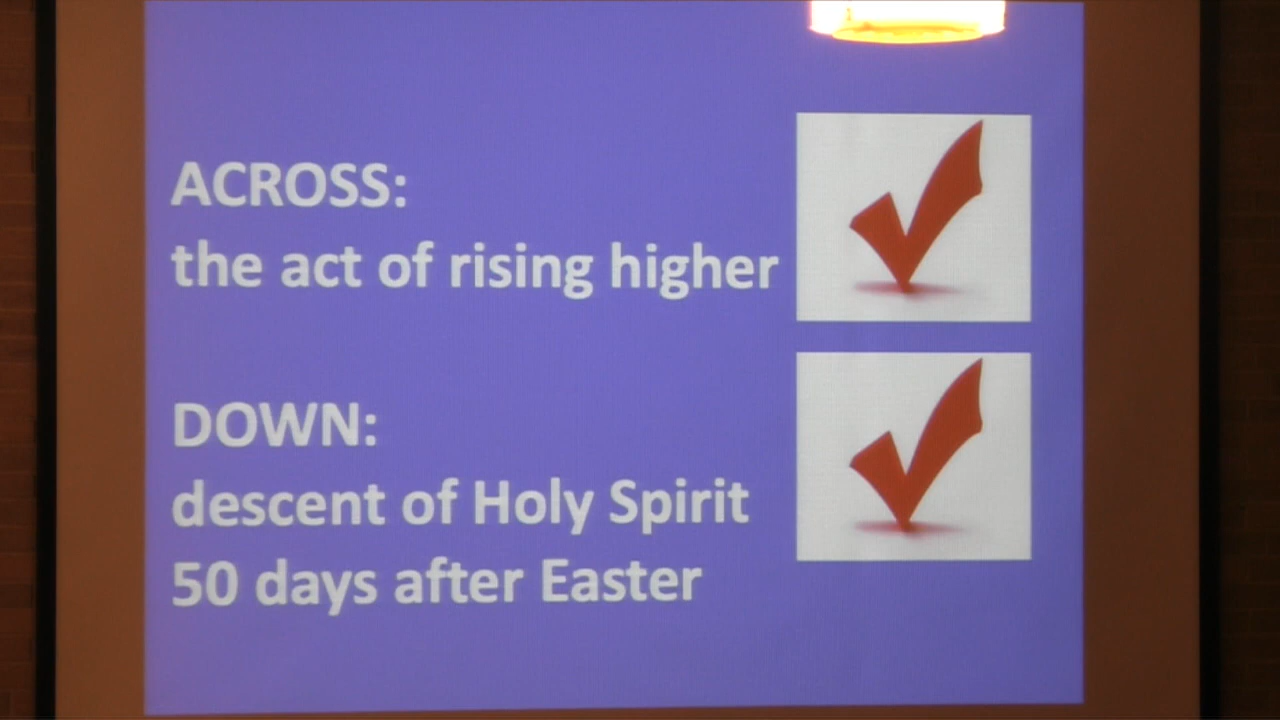 ACROSS:
the act of rising higher
DOWN:
descent of Holy Spirit
50 days after Easter